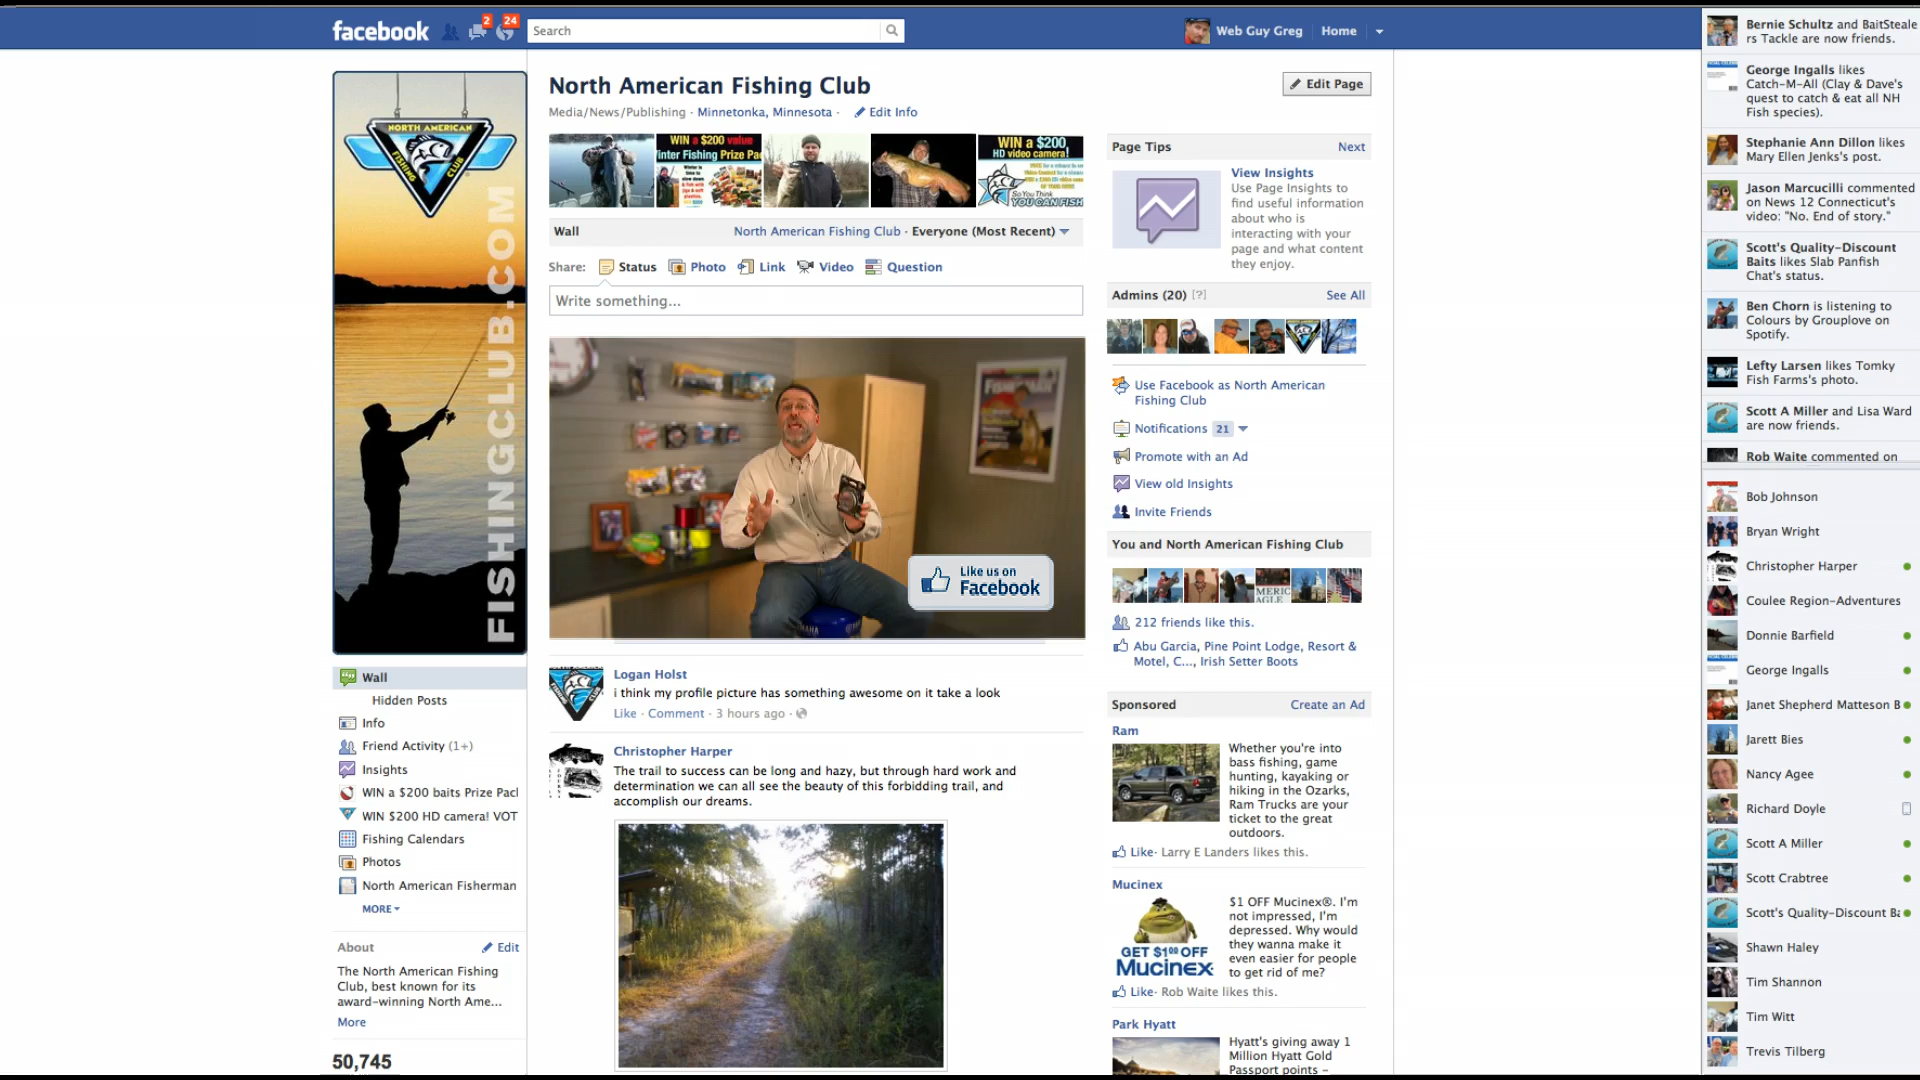 facebook
2
24
Search
Web Guy Greg
Home
NORTH AMERICAN
FISHING CLUB
FISHINGCLUB.COM
North American Fishing Club
Edit Page
Media/News/Publishing · Minnetonka, Minnesota · Edit Info
WIN a $200 value
inter Fishing Prize Pa
WIN a $200
HD video camera!
So You Think
YOU CAN FISH
Wall
North American Fishing Club · Everyone (Most Recent)
Share: Status Photo Link Video Question
Write something...
Like us on
Facebook
Logan Holst
i think my profile picture has something awesome on it take a look
Like · Comment · 3 hours ago ·
Christopher Harper
The trail to success can be long and hazy, but through hard work and
determination we can all see the beauty of this forbidding trail, and
accomplish our dreams.
Wall
Hidden Posts
Info
Friend Activity (1+)
Insights
WIN a $200 baits Prize Pacl
WIN $200 HD camera! VOT
Fishing Calendars
Photos
North American Fisherman
MORE
About
Edit
The North American Fishing
Club, best known for its
award-winning North Ame...
More
50,745
Page Tips
Next
View Insights
Use Page Insights to
find useful information
about who is
interacting with your
page and what content
they enjoy.
Admins (20) [?]
See All
Use Facebook as North American
Fishing Club
Notifications 21
Promote with an Ad
View old Insights
Invite Friends
You and North American Fishing Club
MERIC
AGLE
212 friends like this.
Abu Garcia, Pine Point Lodge, Resort &
Motel, C..., Irish Setter Boots
Sponsored
Create an Ad
Ram
Whether you're into
bass fishing, game
hunting, kayaking or
hiking in the Ozarks,
Ram Trucks are your
ticket to the great
outdoors.
Like· Larry E Landers likes this.
Mucinex
GET $1⁰⁰ OFF
Mucinex
$1 OFF Mucinex®. I'm
not impressed, I'm
depressed. Why would
they wanna make it
even easier for people
to get rid of me?
Like· Rob Waite likes this.
Park Hyatt
Hyatt's giving away 1
Million Hyatt Gold
Passport points –
Bernie Schultz and BaitSteale
rs Tackle are now friends.
George Ingalls likes
Catch-M-All (Clay & Dave's
quest to catch & eat all NH
Fish species).
Stephanie Ann Dillon likes
Mary Ellen Jenks's post.
Jason Marcucilli commented
on News 12 Connecticut's
video: "No. End of story."
Scott's Quality-Discount
Baits likes Slab Panfish
Chat's status.
Ben Chorn is listening to
Colours by Grouplove on
Spotify.
Lefty Larsen likes Tomky
Fish Farms's photo.
Scott A Miller and Lisa Ward
are now friends.
Rob Waite commented on
Bob Johnson
Bryan Wright
Christopher Harper
Coulee Region-Adventures
Donnie Barfield
George Ingalls
Janet Shepherd Matteson B
Jarett Bies
Nancy Agee
Richard Doyle
Scott A Miller
Scott Crabtree
Scott's Quality-Discount Ba
Shawn Haley
Tim Shannon
Tim Witt
Trevis Tilberg